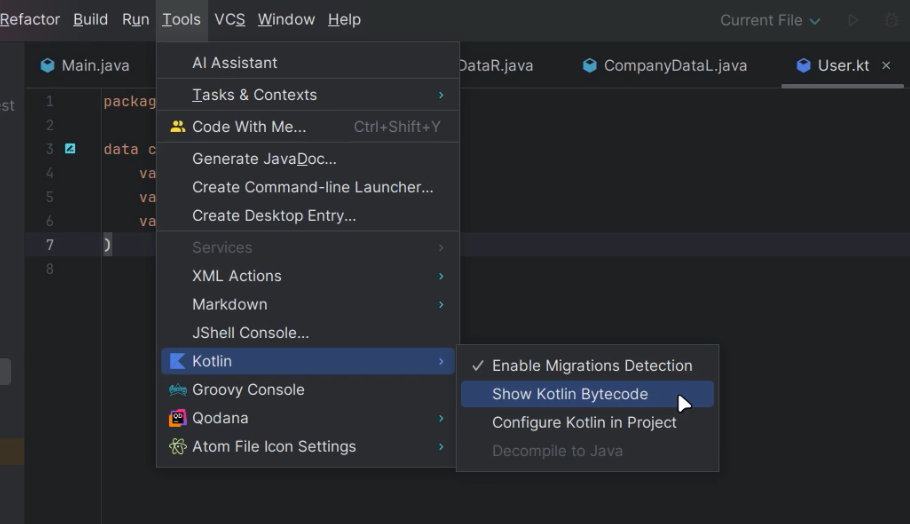 Refactor Build Run Tools VCS Window Help Current File
Main.java DataR.java CompanyDataL.java User.kt
est
1 packag
2
3 data c
4 va
5 va
6 va
7 )
8
AI Assistant
Tasks & Contexts
Code With Me... Ctrl+Shift+Y
Generate JavaDoc...
Create Command-line Launcher...
Create Desktop Entry...
Services
XML Actions
Markdown
JShell Console...
Kotlin
Groovy Console
Qodana
Atom File Icon Settings
Enable Migrations Detection
Show Kotlin Bytecode
Configure Kotlin in Project
Decompile to Java